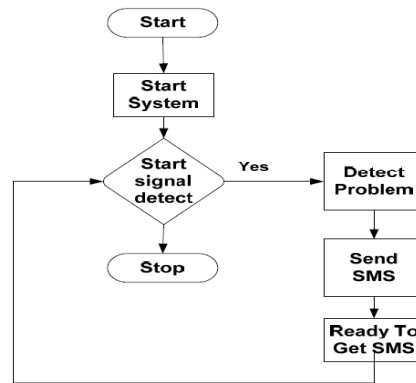 Start
Start
System
Start
signal
detect
Yes
Detect
Problem
Send
SMS
Stop
Ready To
Get SMS